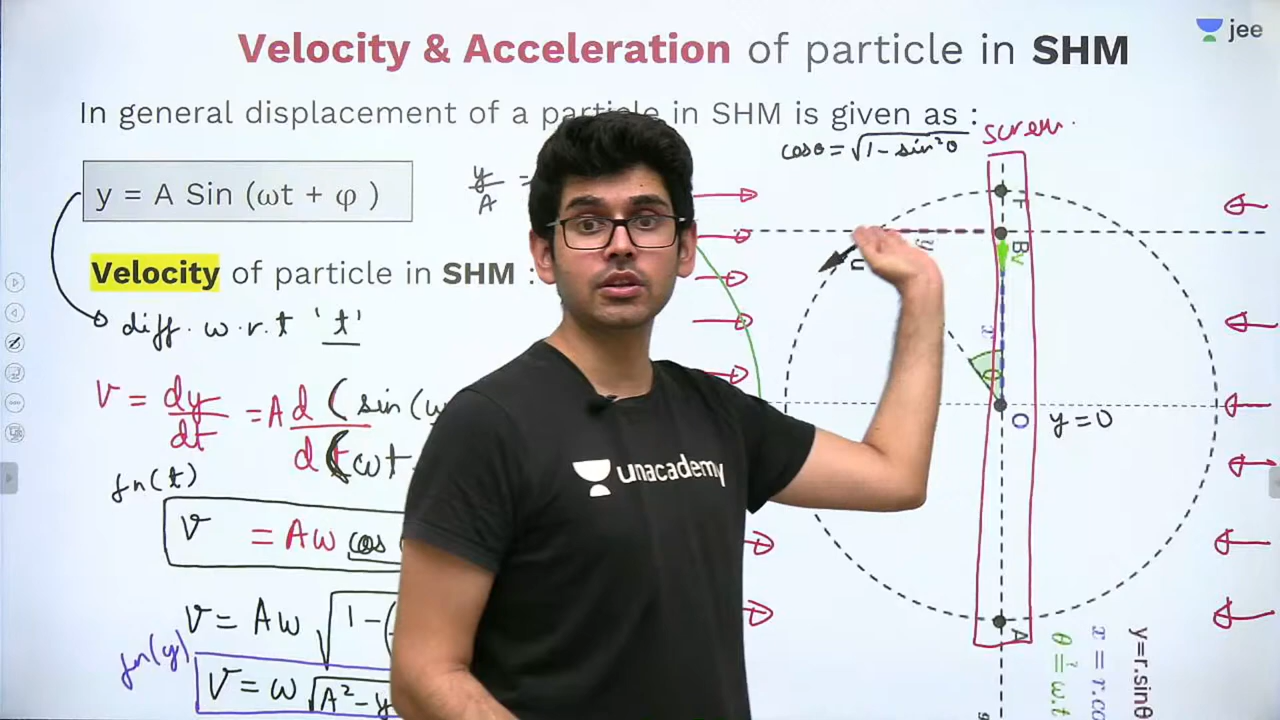 Velocity & Acceleration of particle in SHM
jee
In general displacement of a particle in SHM is given as :
screen.
cosθ = √1 - sin²θ
y = A Sin (ωt + φ )
y/A =
Velocity of particle in SHM :
diff. w.r.t 't'
V = dy/dt = A d (sin(ω
d(t ωt
fn(t)
V = Aω cos
V = Aω √1-(
fn(y)
V = ω √A² - y
unacademy
r
B
v
y
u
x
θ
O
y = 0
A
y=r.sinθ
x = r.co
θ = ω.t